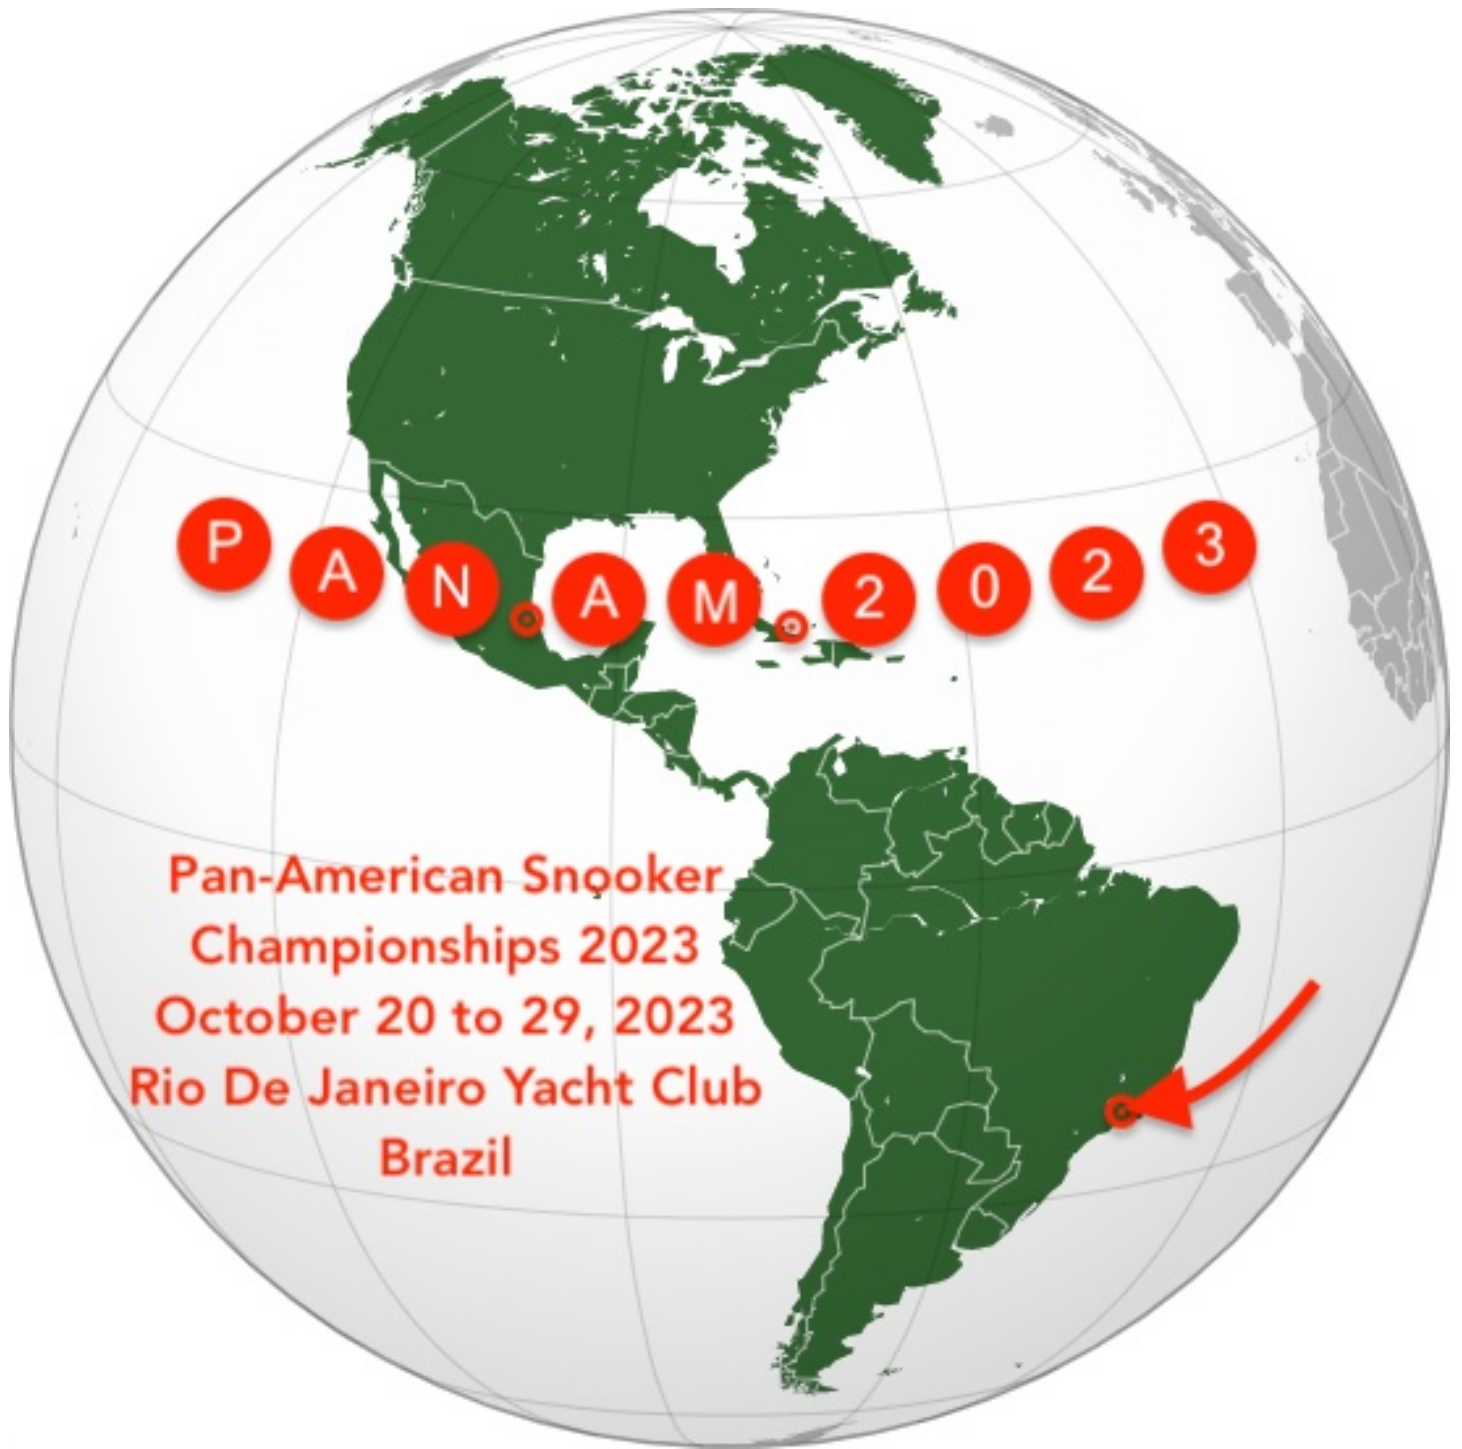 PAN AM 2023
Pan-American Snooker
Championships 2023
October 20 to 29, 2023
Rio De Janeiro Yacht Club
Brazil